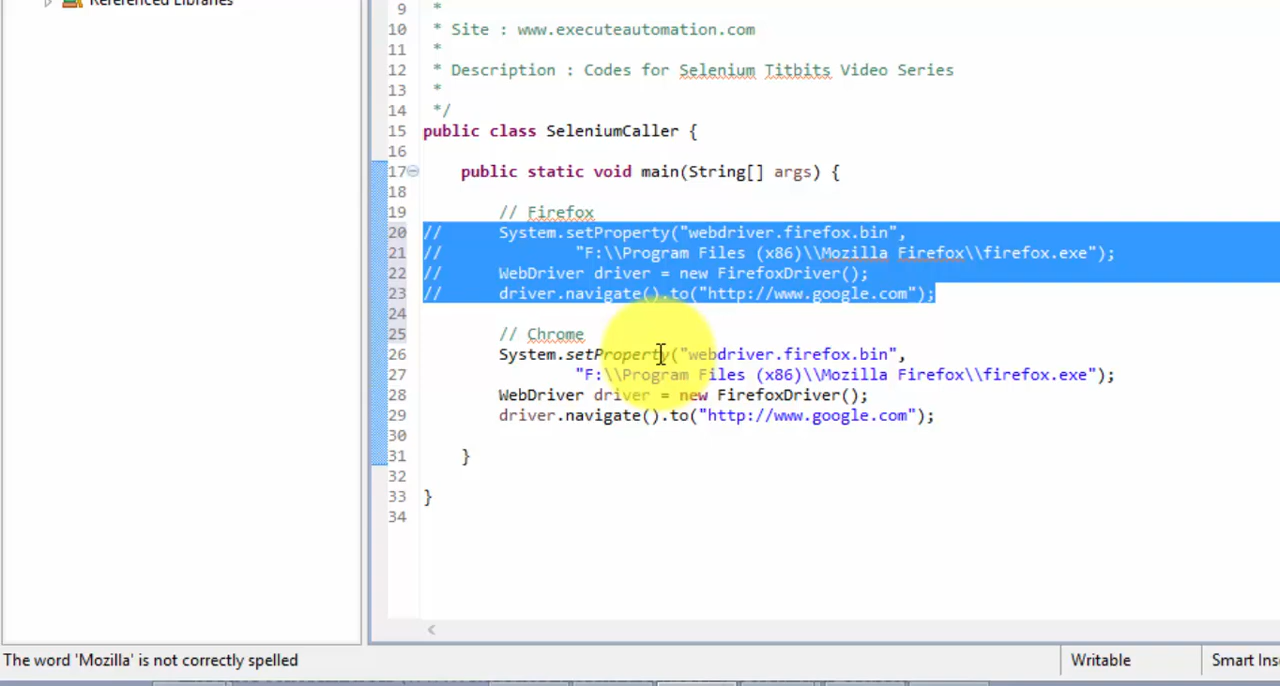 Referenced Libraries
9 *
10 * Site : www.executeautomation.com
11 *
12 * Description : Codes for Selenium Titbits Video Series
13 *
14 */
15 public class SeleniumCaller {
16
17 public static void main(String[] args) {
18
19 // Firefox
20 // System.setProperty("webdriver.firefox.bin",
21 // "F:\\Program Files (x86)\\Mozilla Firefox\\firefox.exe");
22 // WebDriver driver = new FirefoxDriver();
23 // driver.navigate().to("http://www.google.com");
24
25 // Chrome
26 System.setProperty("webdriver.firefox.bin",
27 "F:\\Program Files (x86)\\Mozilla Firefox\\firefox.exe");
28 WebDriver driver = new FirefoxDriver();
29 driver.navigate().to("http://www.google.com");
30
31 }
32
33 }
34
The word 'Mozilla' is not correctly spelled
Writable
Smart Ins